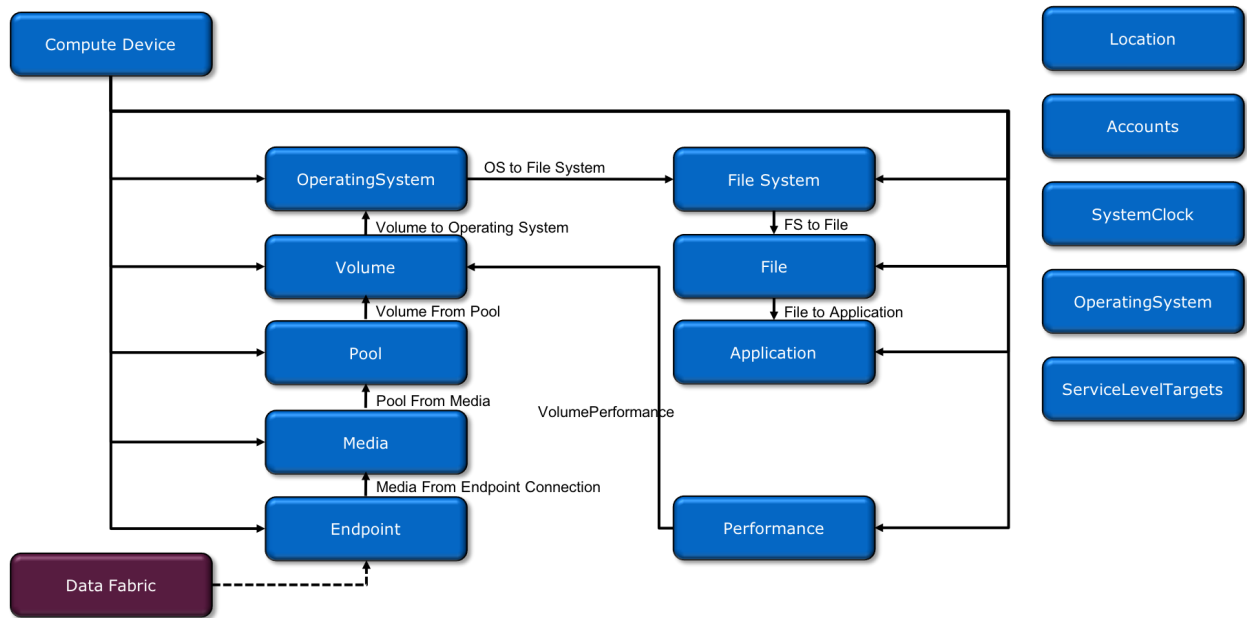 Compute Device
Location
Accounts
OperatingSystem
OS to File System
File System
SystemClock
Volume to Operating System
FS to File
Volume
File
OperatingSystem
Volume From Pool
File to Application
Pool
Application
ServiceLevelTargets
Pool From Media
VolumePerformance
Media
Media From Endpoint Connection
Endpoint
Performance
Data Fabric